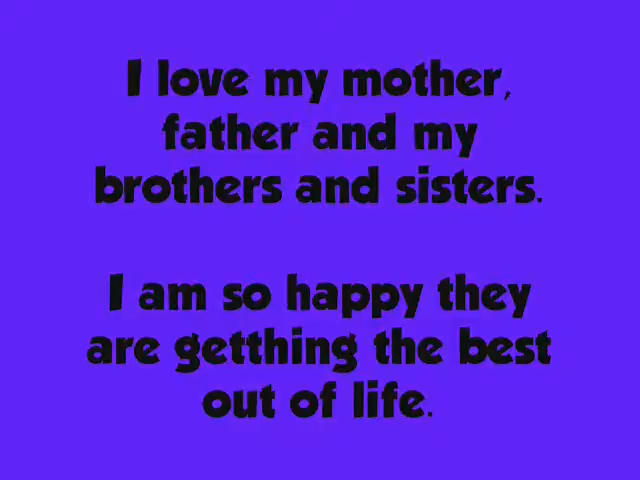 I love my mother,
father and my
brothers and sisters.
I am so happy they
are getthing the best
out of life.